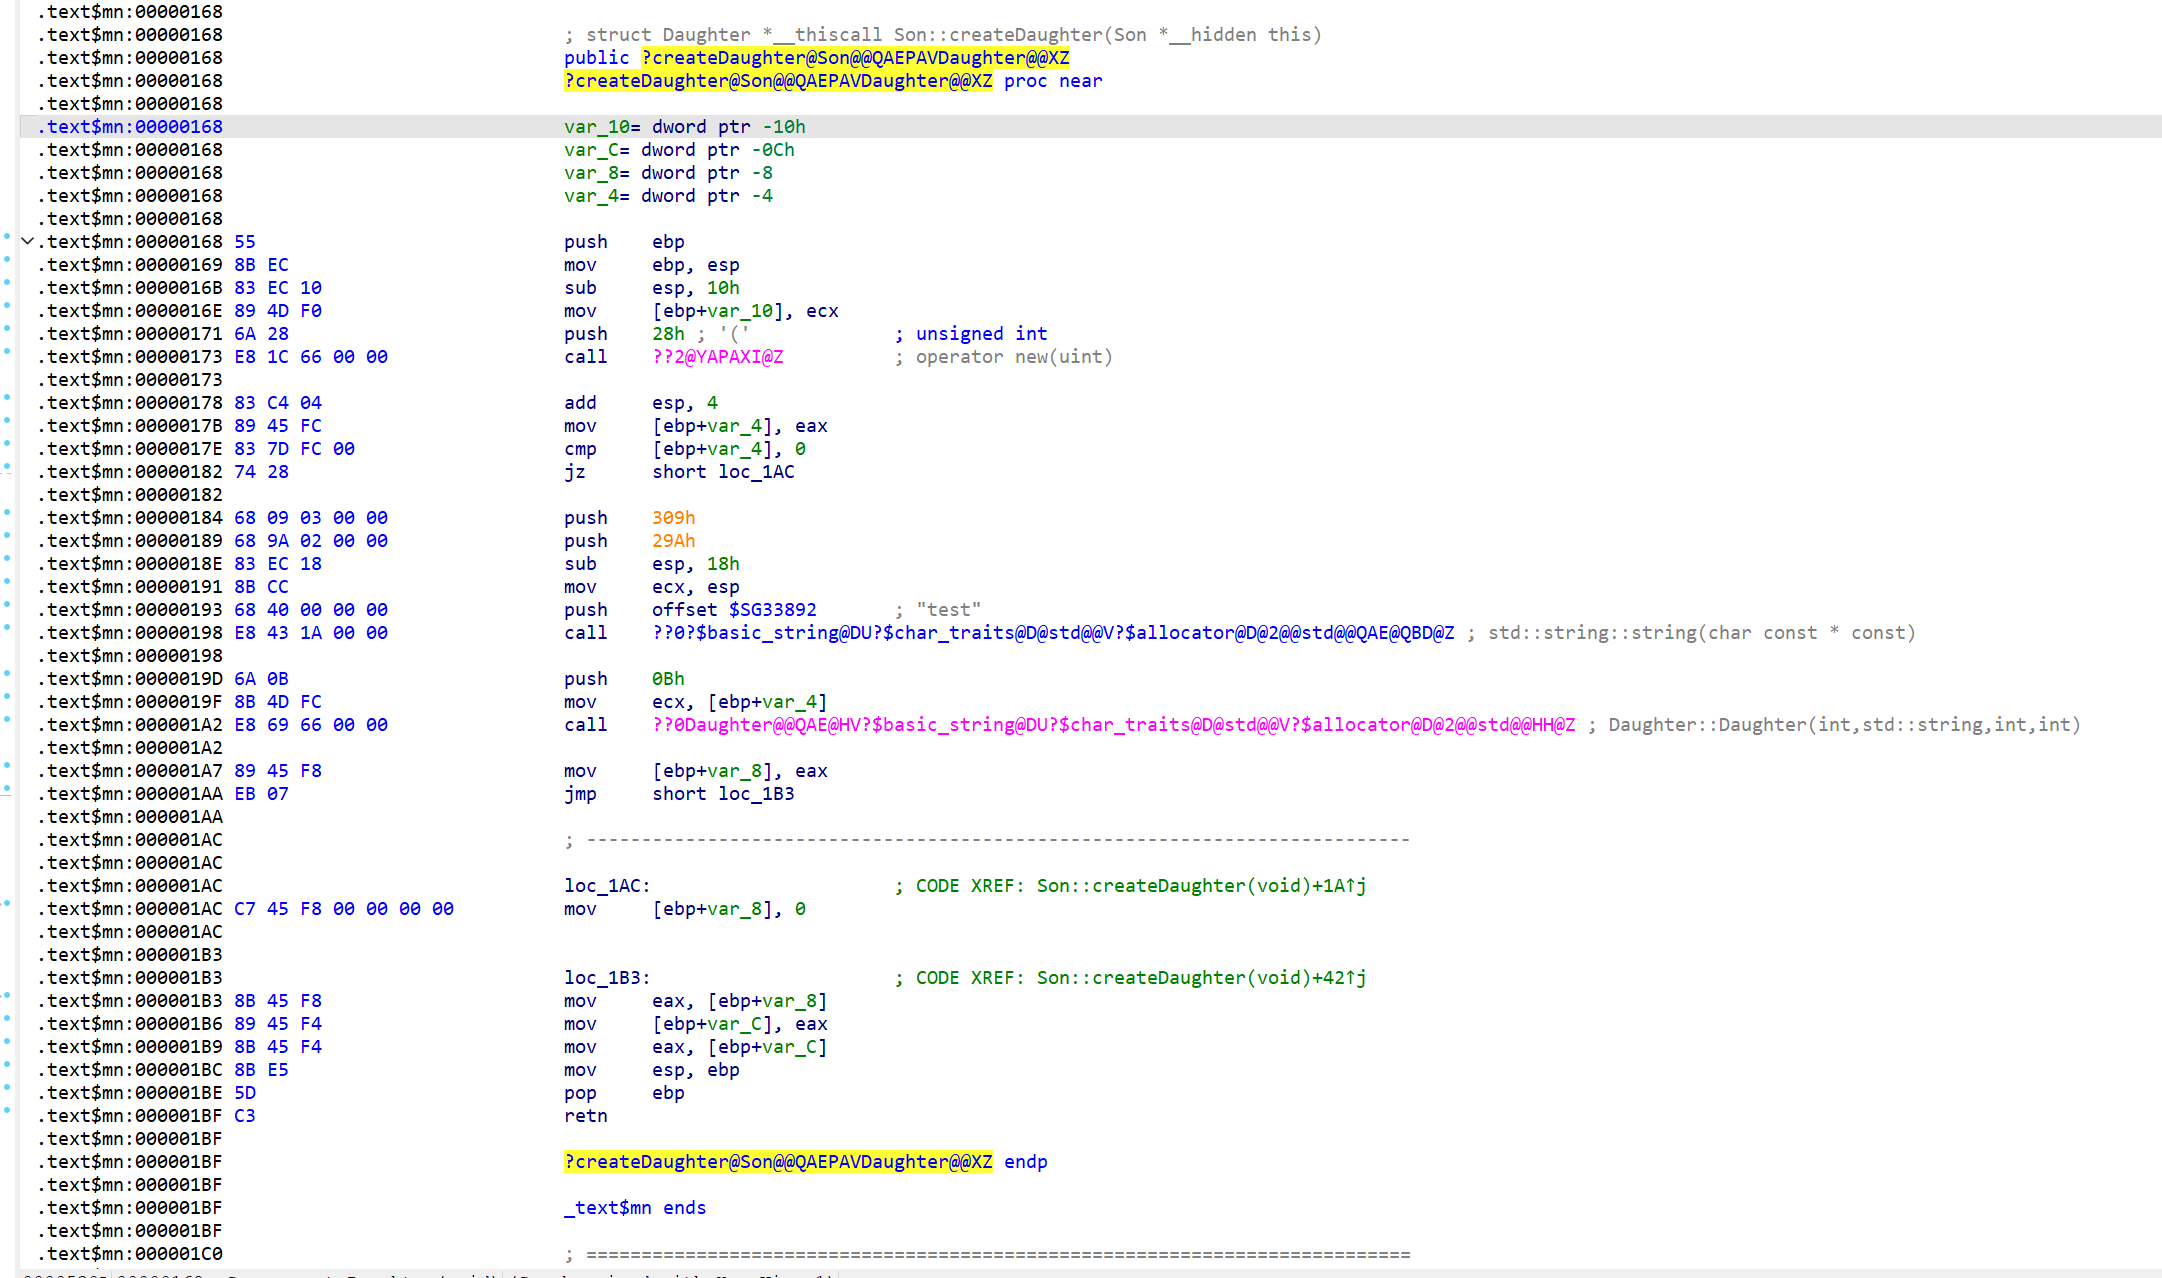 .text$mn:00000168
.text$mn:00000168 ; struct Daughter *__thiscall Son::createDaughter(Son *__hidden this)
.text$mn:00000168 public ?createDaughter@Son@@QAEPAVDaughter@@XZ
.text$mn:00000168 ?createDaughter@Son@@QAEPAVDaughter@@XZ proc near
.text$mn:00000168
.text$mn:00000168 var_10= dword ptr -10h
.text$mn:00000168 var_C= dword ptr -0Ch
.text$mn:00000168 var_8= dword ptr -8
.text$mn:00000168 var_4= dword ptr -4
.text$mn:00000168
.text$mn:00000168 55 push ebp
.text$mn:00000169 8B EC mov ebp, esp
.text$mn:0000016B 83 EC 10 sub esp, 10h
.text$mn:0000016E 89 4D F0 mov [ebp+var_10], ecx
.text$mn:00000171 6A 28 push 28h ; '(' ; unsigned int
.text$mn:00000173 E8 1C 66 00 00 call ??2@YAPAXI@Z ; operator new(uint)
.text$mn:00000173
.text$mn:00000178 83 C4 04 add esp, 4
.text$mn:0000017B 89 45 FC mov [ebp+var_4], eax
.text$mn:0000017E 83 7D FC 00 cmp [ebp+var_4], 0
.text$mn:00000182 74 28 jz short loc_1AC
.text$mn:00000182
.text$mn:00000184 68 09 03 00 00 push 309h
.text$mn:00000189 68 9A 02 00 00 push 29Ah
.text$mn:0000018E 83 EC 18 sub esp, 18h
.text$mn:00000191 8B CC mov ecx, esp
.text$mn:00000193 68 40 00 00 00 push offset $SG33892 ; "test"
.text$mn:00000198 E8 43 1A 00 00 call ??0?$basic_string@DU?$char_traits@D@std@@V?$allocator@D@2@@std@@QAE@QBD@Z ; std::string::string(char const * const)
.text$mn:00000198
.text$mn:0000019D 6A 0B push 0Bh
.text$mn:0000019F 8B 4D FC mov ecx, [ebp+var_4]
.text$mn:000001A2 E8 69 66 00 00 call ??0Daughter@@QAE@HV?$basic_string@DU?$char_traits@D@std@@V?$allocator@D@2@@std@@HH@Z ; Daughter::Daughter(int,std::string,int,int)
.text$mn:000001A2
.text$mn:000001A7 89 45 F8 mov [ebp+var_8], eax
.text$mn:000001AA EB 07 jmp short loc_1B3
.text$mn:000001AA
.text$mn:000001AC ; ---------------------------------------------------------------------------
.text$mn:000001AC
.text$mn:000001AC loc_1AC: ; CODE XREF: Son::createDaughter(void)+1A↑j
.text$mn:000001AC C7 45 F8 00 00 00 00 mov [ebp+var_8], 0
.text$mn:000001AC
.text$mn:000001B3
.text$mn:000001B3 loc_1B3: ; CODE XREF: Son::createDaughter(void)+42↑j
.text$mn:000001B3 8B 45 F8 mov eax, [ebp+var_8]
.text$mn:000001B6 89 45 F4 mov [ebp+var_C], eax
.text$mn:000001B9 8B 45 F4 mov eax, [ebp+var_C]
.text$mn:000001BC 8B E5 mov esp, ebp
.text$mn:000001BE 5D pop ebp
.text$mn:000001BF C3 retn
.text$mn:000001BF
.text$mn:000001BF ?createDaughter@Son@@QAEPAVDaughter@@XZ endp
.text$mn:000001BF
.text$mn:000001BF _text$mn ends
.text$mn:000001BF
.text$mn:000001C0 ; ===========================================================================